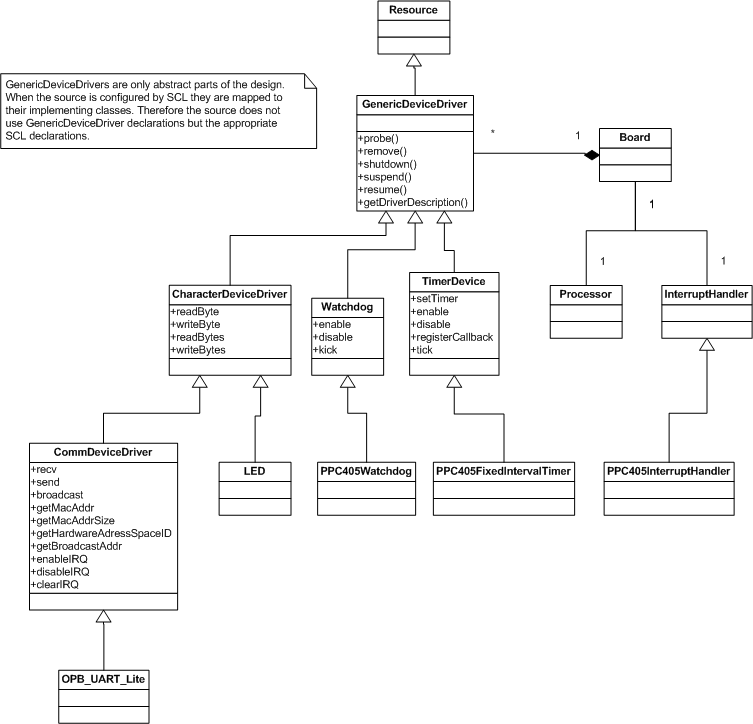 Resource
GenericDeviceDrivers are only abstract parts of the design.
When the source is configured by SCL they are mapped to
their implementing classes. Therefore the source does not
use GenericDeviceDriver declarations but the appropriate
SCL declarations.
GenericDeviceDriver
+probe()
+remove()
+shutdown()
+suspend()
+resume()
+getDriverDescription()
*
1
Board
1
1
1
Processor
InterruptHandler
CharacterDeviceDriver
+readByte
+writeByte
+readBytes
+writeBytes
Watchdog
+enable
+disable
+kick
TimerDevice
+setTimer
+enable
+disable
+registerCallback
+tick
CommDeviceDriver
+recv
+send
+broadcast
+getMacAddr
+getMacAddrSize
+getHardwareAdressSpaceID
+getBroadcastAddr
+enableIRQ
+disableIRQ
+clearIRQ
LED
PPC405Watchdog
PPC405FixedIntervalTimer
PPC405InterruptHandler
OPB_UART_Lite